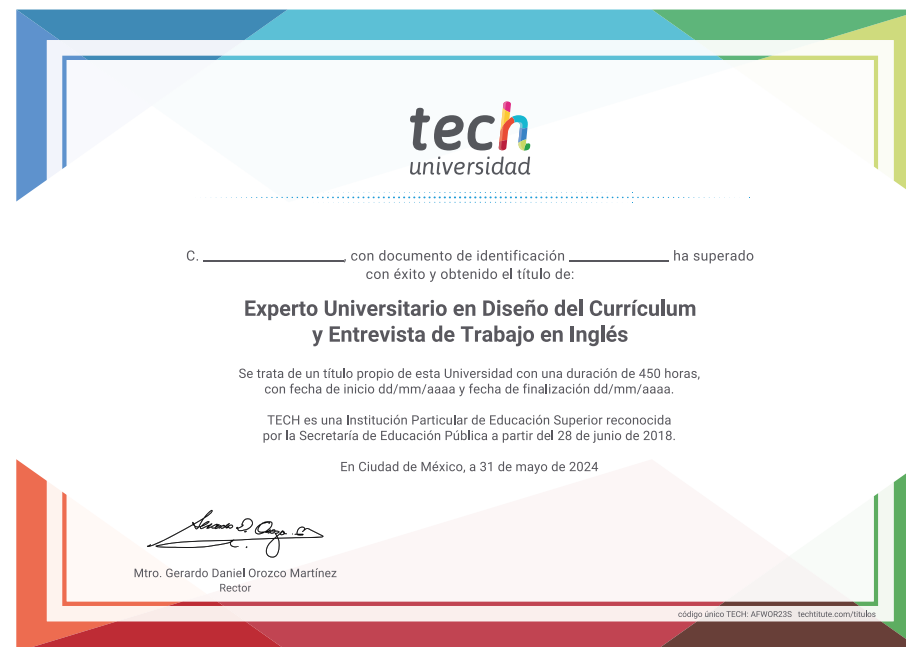 tech
universidad
C. ____________, con documento de identificación ____________ ha superado
con éxito y obtenido el título de:
Experto Universitario en Diseño del Currículum
y Entrevista de Trabajo en Inglés
Se trata de un título propio de esta Universidad con una duración de 450 horas,
con fecha de inicio dd/mm/aaaa y fecha de finalización dd/mm/aaaa.
TECH es una Institución Particular de Educación Superior reconocida
por la Secretaría de Educación Pública a partir del 28 de junio de 2018.
En Ciudad de México, a 31 de mayo de 2024
Mtro. Gerardo Daniel Orozco Martínez
Rector
código único TECH: AFWOR23S techtitute.com/titulos